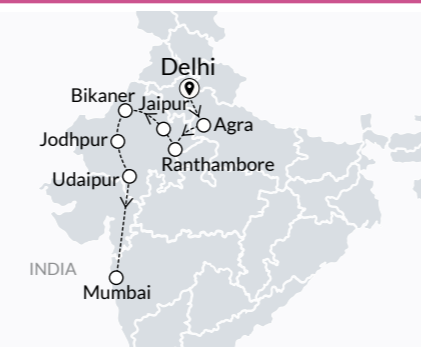 Delhi
Bikaner
Jaipur
Agra
Jodhpur
Ranthambore
Udaipur
INDIA
Mumbai